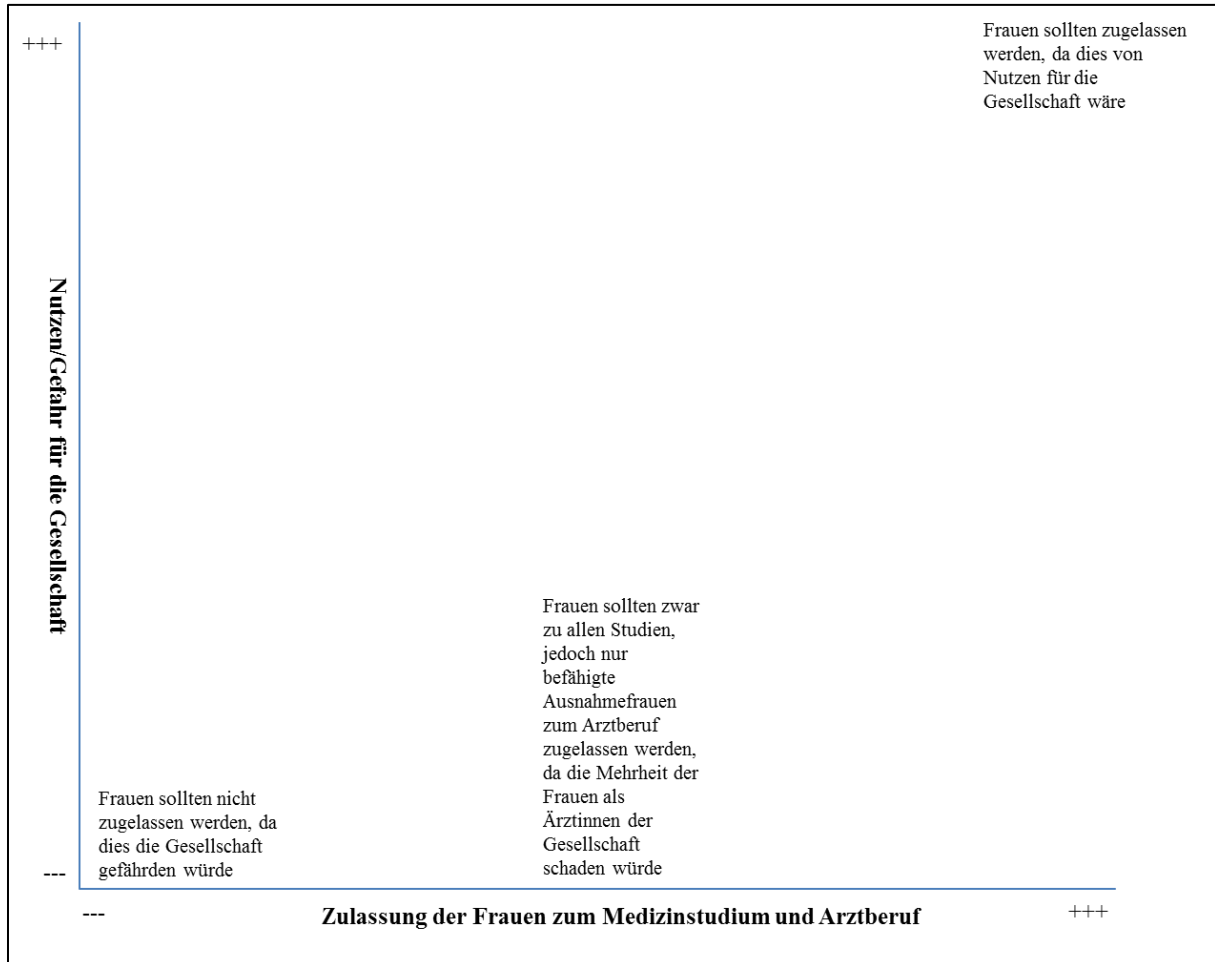 +++
Frauen sollten zugelassen
werden, da dies von
Nutzen für die
Gesellschaft wäre
Nutzen/Gefahr für die Gesellschaft
Frauen sollten zwar
zu allen Studien,
jedoch nur
befähigte
Ausnahmefrauen
zum Arztberuf
zugelassen werden,
da die Mehrheit der
Frauen als
Ärztinnen der
Gesellschaft
schaden würde
Frauen sollten nicht
zugelassen werden, da
dies die Gesellschaft
gefährden würde
---
---
Zulassung der Frauen zum Medizinstudium und Arztberuf
+++